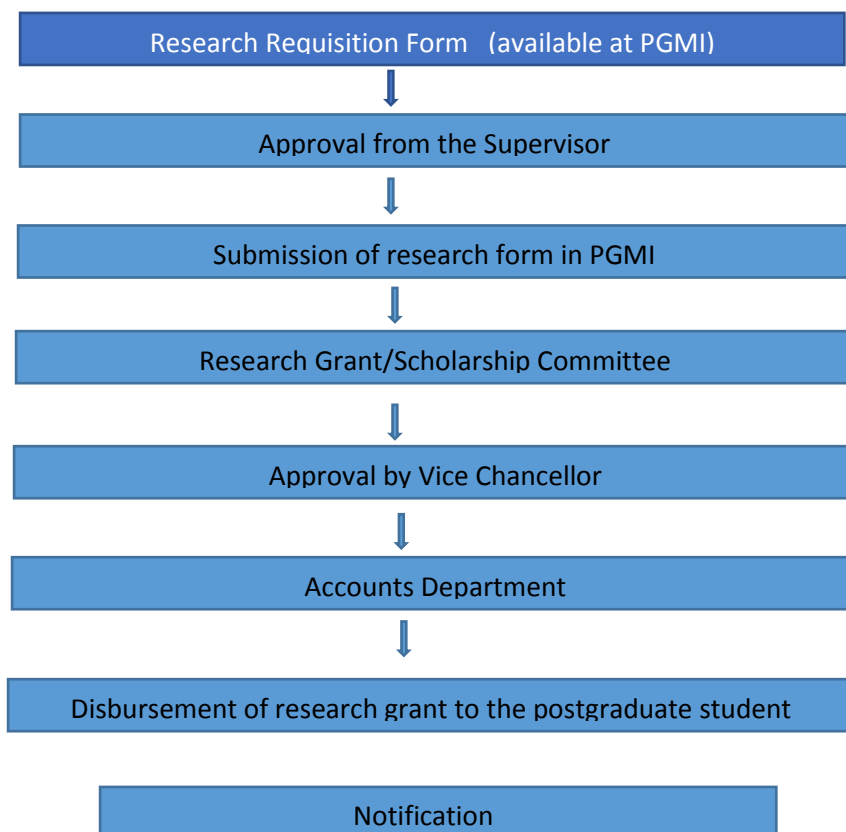 Research Requisition Form (available at PGMI)
Approval from the Supervisor
Submission of research form in PGMI
Research Grant/Scholarship Committee
Approval by Vice Chancellor
Accounts Department
Disbursement of research grant to the postgraduate student
Notification